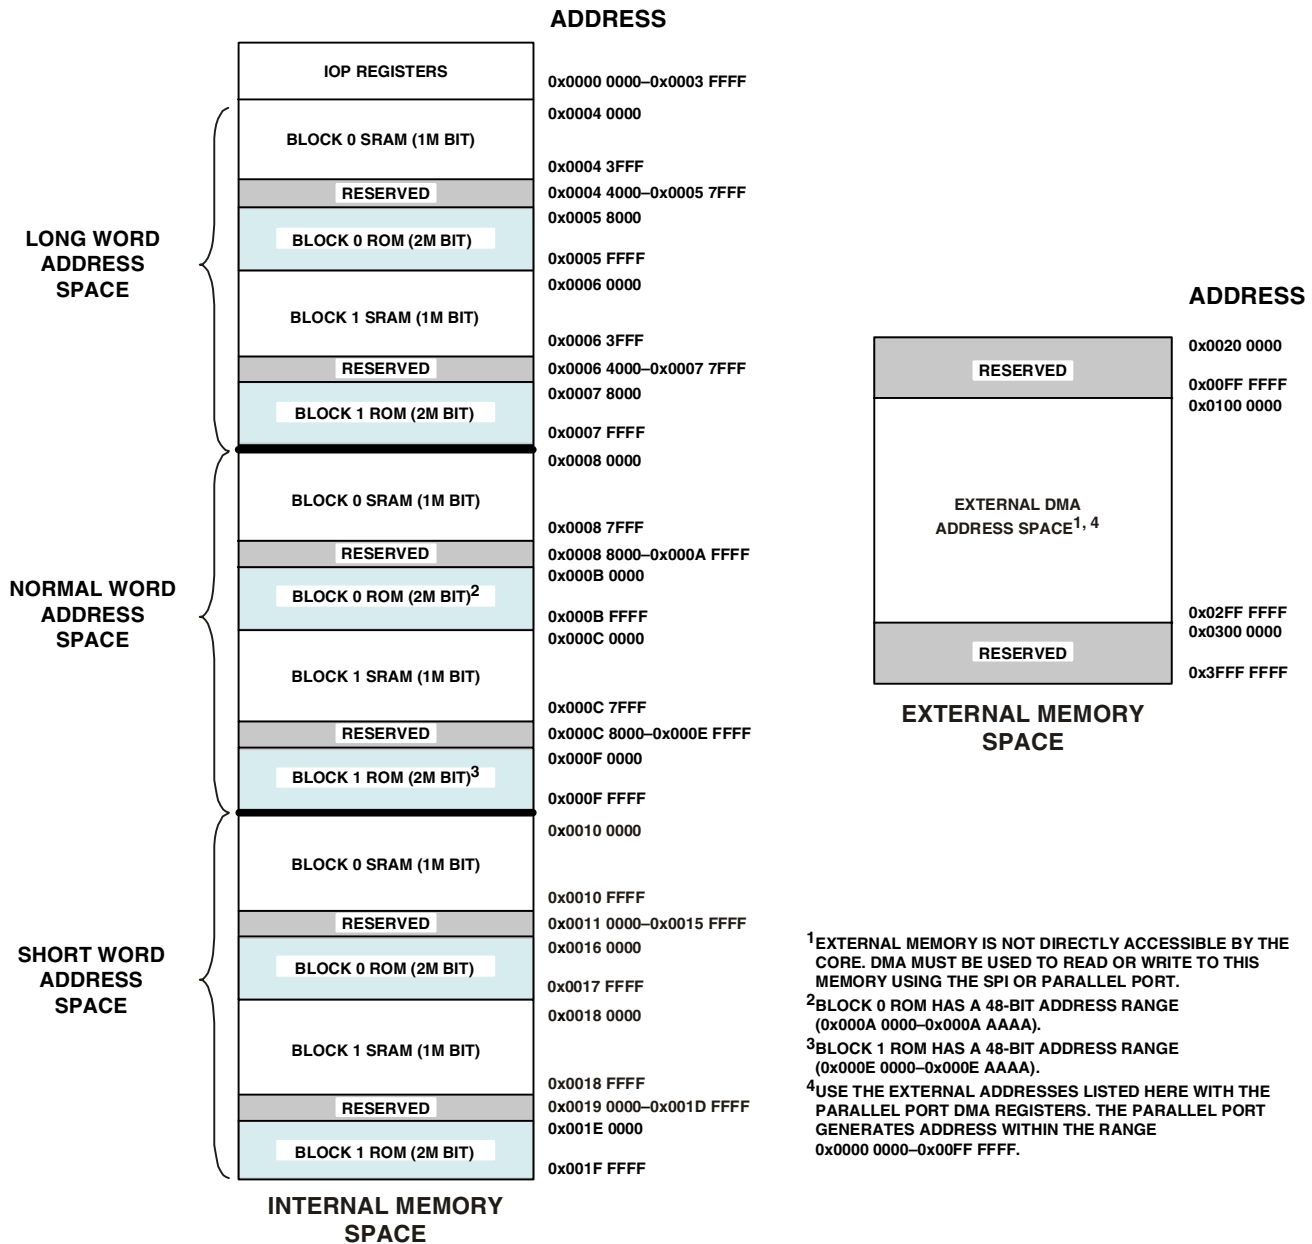 ADDRESS
IOP REGISTERS
0x0000 0000–0x0003 FFFF
0x0004 0000
BLOCK 0 SRAM (1M BIT)
0x0004 3FFF
RESERVED
0x0004 4000–0x0005 7FFF
0x0005 8000
BLOCK 0 ROM (2M BIT)
0x0005 FFFF
LONG WORD
ADDRESS
SPACE
0x0006 0000
BLOCK 1 SRAM (1M BIT)
0x0006 3FFF
RESERVED
0x0006 4000–0x0007 7FFF
0x0007 8000
BLOCK 1 ROM (2M BIT)
0x0007 FFFF
0x0008 0000
BLOCK 0 SRAM (1M BIT)
0x0008 7FFF
RESERVED
0x0008 8000–0x000A FFFF
0x000B 0000
BLOCK 0 ROM (2M BIT)2
0x000B FFFF
NORMAL WORD
ADDRESS
SPACE
0x000C 0000
BLOCK 1 SRAM (1M BIT)
0x000C 7FFF
RESERVED
0x000C 8000–0x000E FFFF
0x000F 0000
BLOCK 1 ROM (2M BIT)3
0x000F FFFF
0x0010 0000
BLOCK 0 SRAM (1M BIT)
0x0010 FFFF
RESERVED
0x0011 0000–0x0015 FFFF
0x0016 0000
BLOCK 0 ROM (2M BIT)
0x0017 FFFF
SHORT WORD
ADDRESS
SPACE
0x0018 0000
BLOCK 1 SRAM (1M BIT)
0x0018 FFFF
RESERVED
0x0019 0000–0x001D FFFF
0x001E 0000
BLOCK 1 ROM (2M BIT)
0x001F FFFF
INTERNAL MEMORY
SPACE
ADDRESS
0x0020 0000
RESERVED
0x00FF FFFF
0x0100 0000
EXTERNAL DMA
ADDRESS SPACE1, 4
0x02FF FFFF
0x0300 0000
RESERVED
0x3FFF FFFF
EXTERNAL MEMORY
SPACE
1EXTERNAL MEMORY IS NOT DIRECTLY ACCESSIBLE BY THE
CORE. DMA MUST BE USED TO READ OR WRITE TO THIS
MEMORY USING THE SPI OR PARALLEL PORT.
2BLOCK 0 ROM HAS A 48-BIT ADDRESS RANGE
(0x000A 0000–0x000A AAAA).
3BLOCK 1 ROM HAS A 48-BIT ADDRESS RANGE
(0x000E 0000–0x000E AAAA).
4USE THE EXTERNAL ADDRESSES LISTED HERE WITH THE
PARALLEL PORT DMA REGISTERS. THE PARALLEL PORT
GENERATES ADDRESS WITHIN THE RANGE
0x0000 0000–0x00FF FFFF.